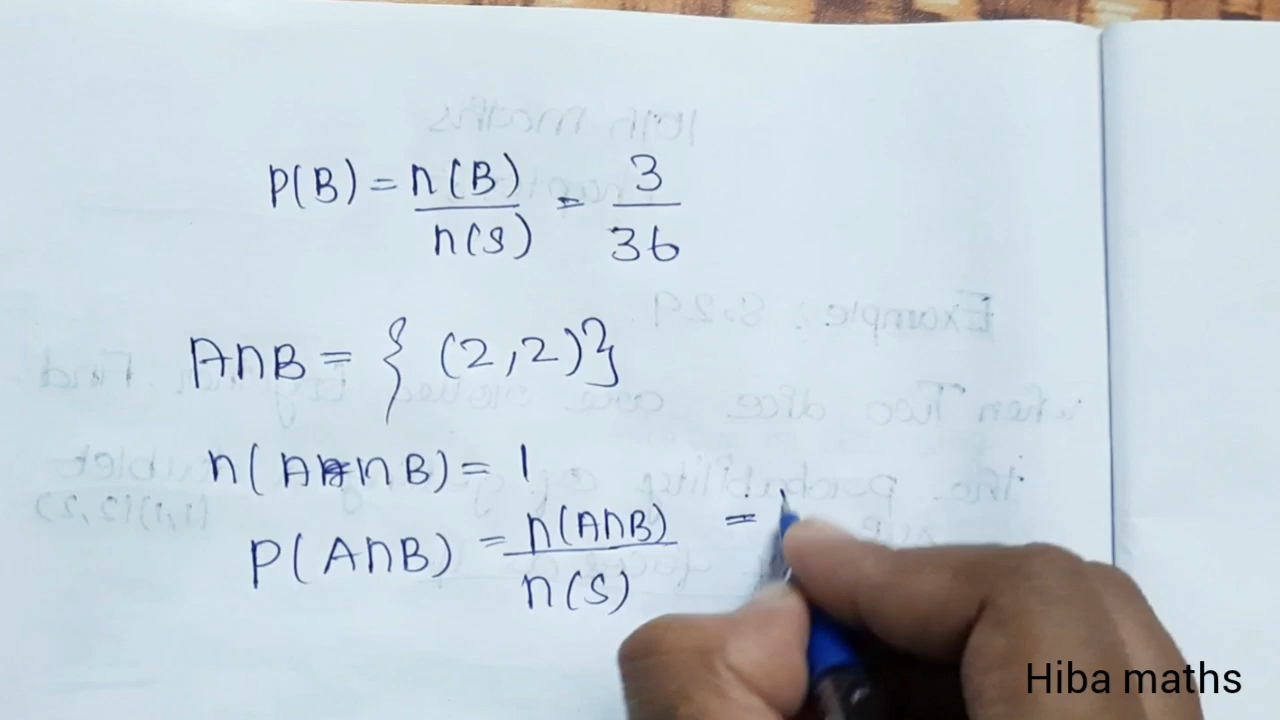 P(B) = n(B)/n(S) = 3/36
A∩B = { (2,2)}
n(A∩B) = 1
P(A∩B) = n(A∩B)/n(S) =
Hiba maths